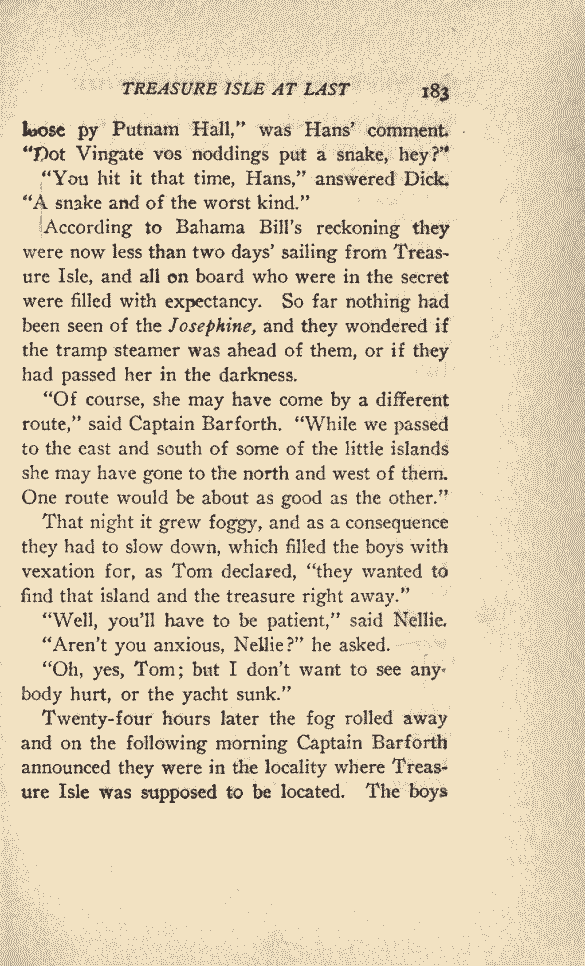 TREASURE ISLE AT LAST 183
loose py Putnam Hall,” was Hans’ comment.
“Dot Vingate vos noddings put a snake, hey?”
“You hit it that time, Hans,” answered Dick.
“A snake and of the worst kind.”
According to Bahama Bill’s reckoning they
were now less than two days’ sailing from Treas-
ure Isle, and all on board who were in the secret
were filled with expectancy. So far nothing had
been seen of the Josephine, and they wondered if
the tramp steamer was ahead of them, or if they
had passed her in the darkness.
“Of course, she may have come by a different
route,” said Captain Barforth. “While we passed
to the east and south of some of the little islands
she may have gone to the north and west of them.
One route would be about as good as the other.”
That night it grew foggy, and as a consequence
they had to slow down, which filled the boys with
vexation for, as Tom declared, “they wanted to
find that island and the treasure right away.”
“Well, you’ll have to be patient,” said Nellie.
“Aren’t you anxious, Nellie?” he asked.
“Oh, yes, Tom; but I don’t want to see any-
body hurt, or the yacht sunk.”
Twenty-four hours later the fog rolled away
and on the following morning Captain Barforth
announced they were in the locality where Treas-
ure Isle was supposed to be located. The boys